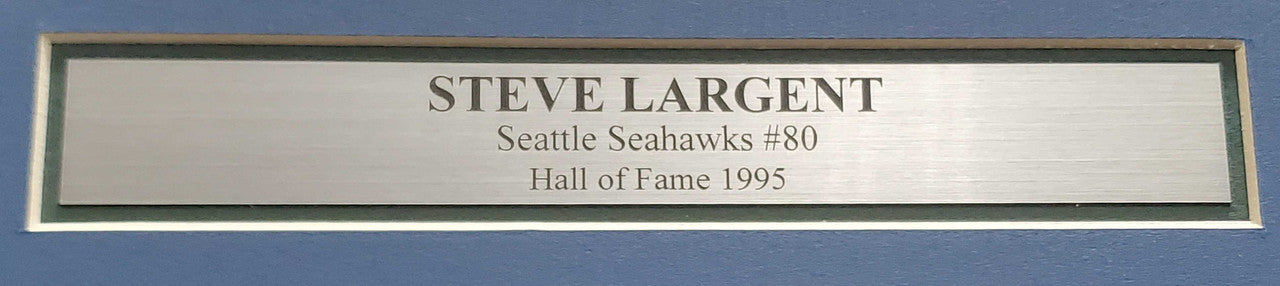 STEVE LARGENT
Seattle Seahawks #80
Hall of Fame 1995